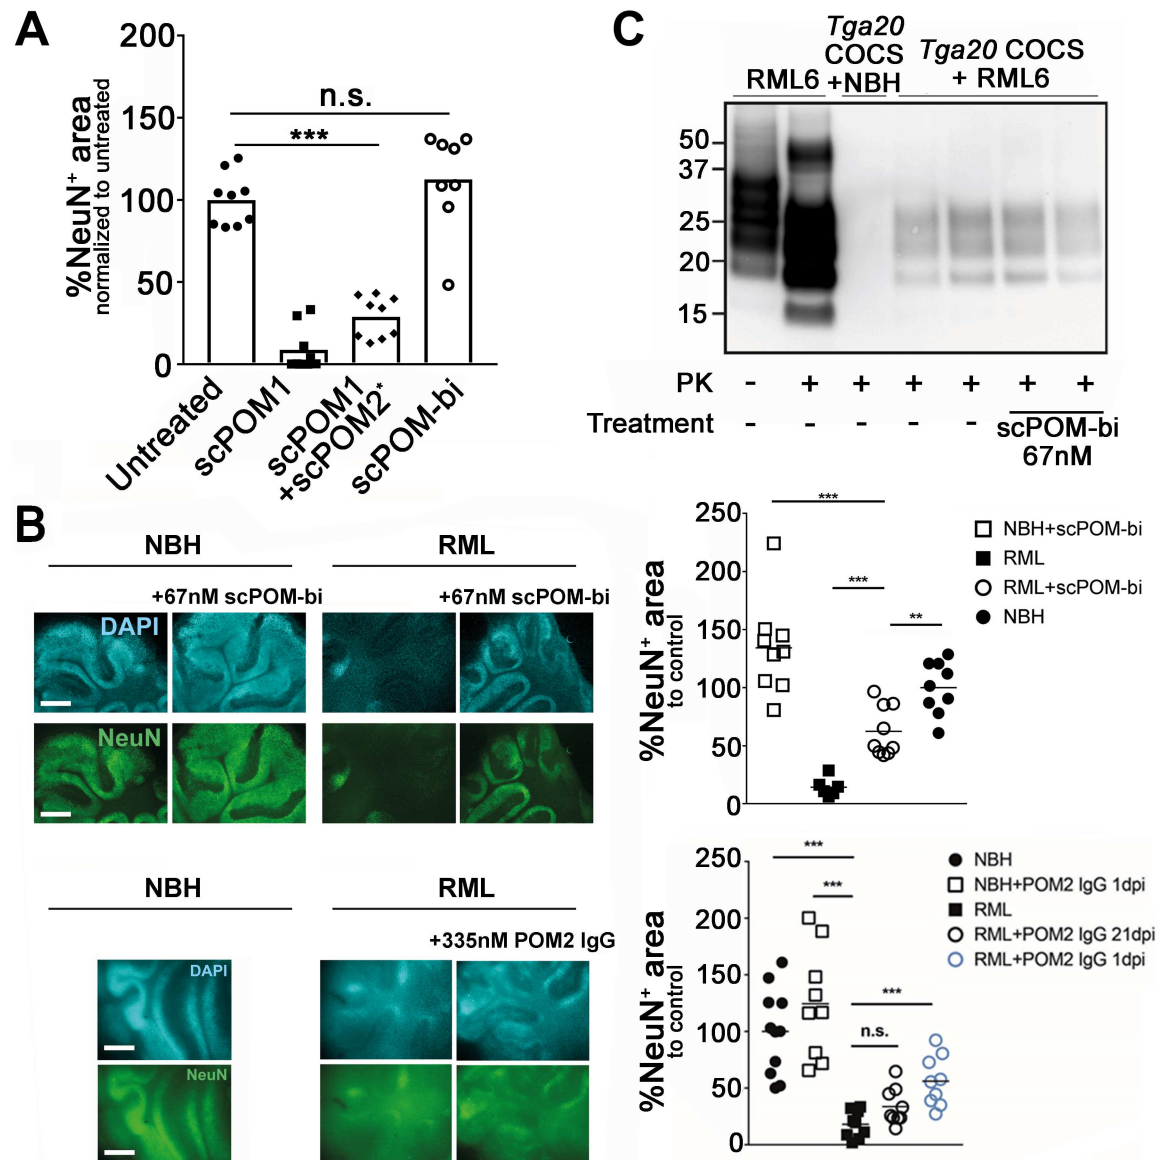 A
%NeuN⁺ area
normalized to untreated
200
150
100
50
0
n.s.
***
Untreated
scPOM1
scPOM1
+scPOM2*
scPOM-bi
C
RML6
Tga20
COCS
+NBH
Tga20 COCS
+ RML6
50
37
25
20
15
PK - + + + + + +
Treatment - - - - -
scPOM-bi
67nM
B
NBH RML
+67nM scPOM-bi +67nM scPOM-bi
DAPI
NeuN
%NeuN⁺ area
to control
250
200
150
100
50
0
***
***
**
NBH+scPOM-bi
RML
RML+scPOM-bi
NBH
NBH RML
+335nM POM2 IgG
DAPI
NeuN
%NeuN⁺ area
to control
250
200
150
100
50
0
***
***
***
n.s.
NBH
NBH+POM2 IgG 1dpi
RML
RML+POM2 IgG 21dpi
RML+POM2 IgG 1dpi